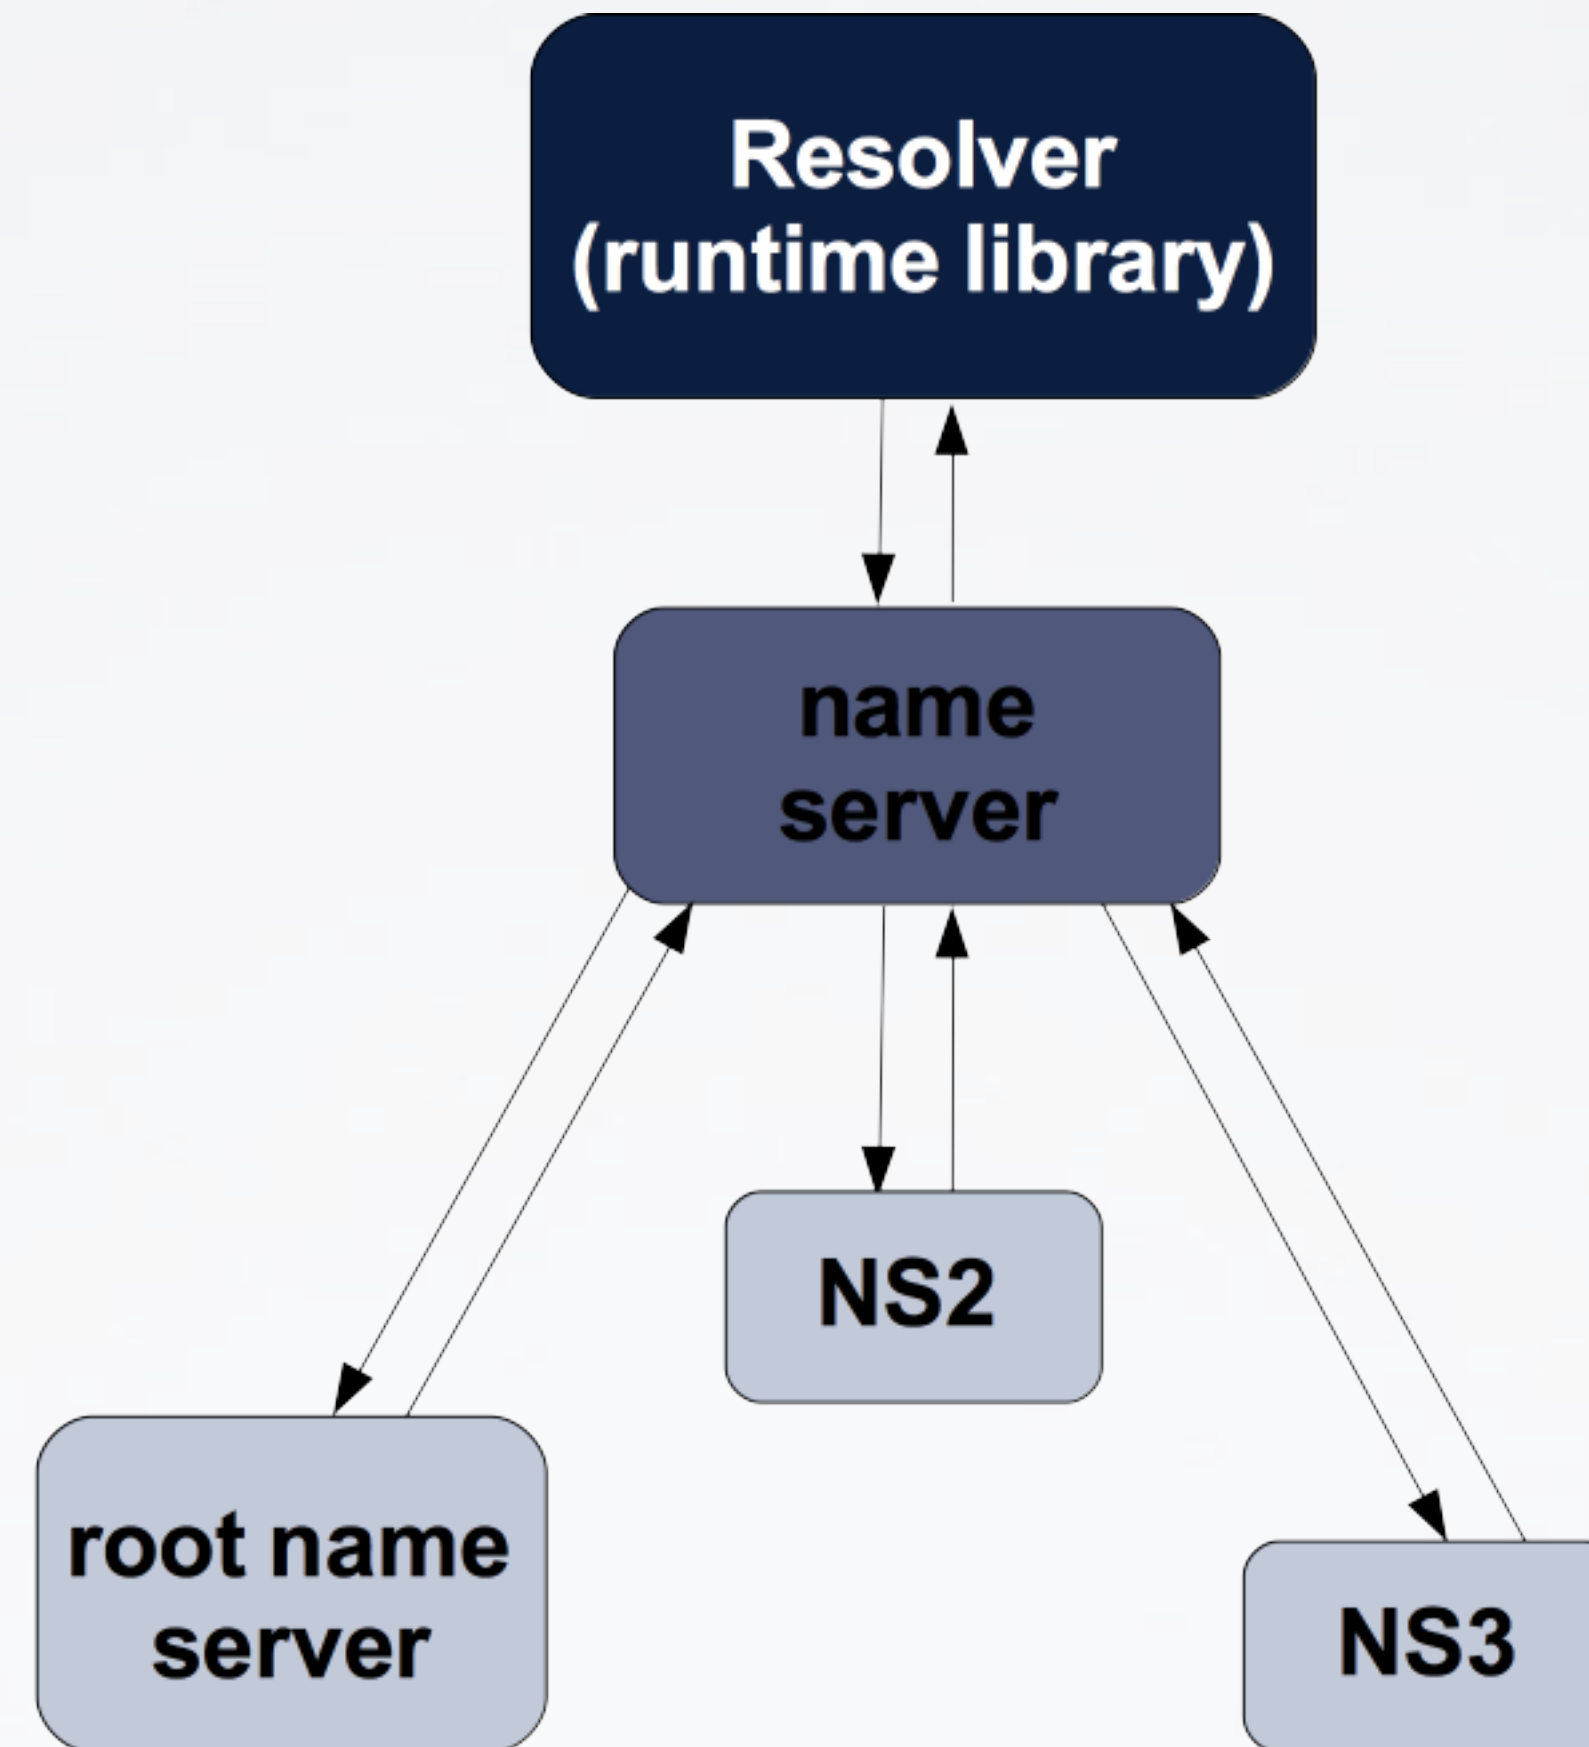 Resolver
(runtime library)
name
server
NS2
root name
server
NS3